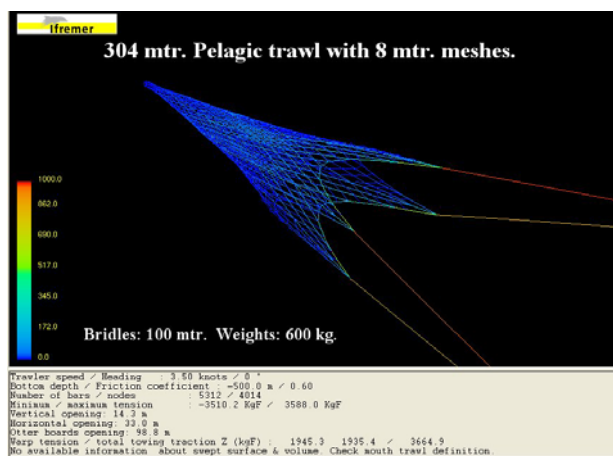 Ifremer
304 mtr. Pelagic trawl with 8 mtr. meshes.
1000.0
862.0
690.0
517.0
345.0
172.0
0.0
Bridles: 100 mtr. Weights: 600 kg.
Trawler speed / Heading : 3.50 knots / 0 °
Bottom depth / Friction coefficient : -500.0 m / 0.60
Number of bars / nodes : 5312 / 4014
Minimum / maximum tension : -3510.2 KgF / 3588.0 KgF
Vertical opening: 14.3 m
Horizontal opening: 33.0 m
Otter boards opening: 98.8 m
Warp tension / total towing traction Z (kgF) : 1945.3 1935.4 / 3664.9
No available information about swept surface & volume. Check mouth trawl definition.